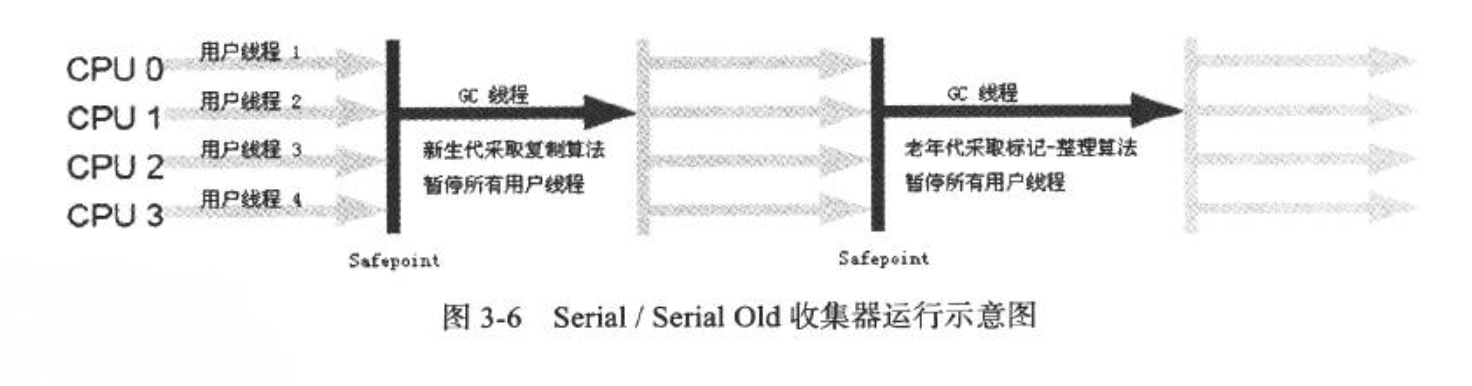 CPU 0 用户线程 1
CPU 1 用户线程 2
CPU 2 用户线程 3
CPU 3 用户线程 4
GC 线程
新生代采取复制算法
暂停所有用户线程
Safepoint
GC 线程
老年代采取标记-整理算法
暂停所有用户线程
Safepoint
图 3-6 Serial / Serial Old 收集器运行示意图